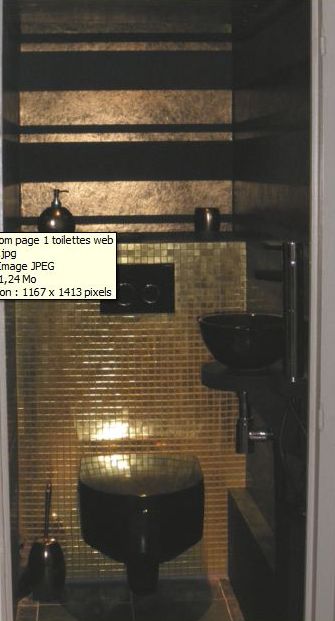 om page 1 toilettes web
jpg
Image JPEG
1,24 Mo
on : 1167 x 1413 pixels